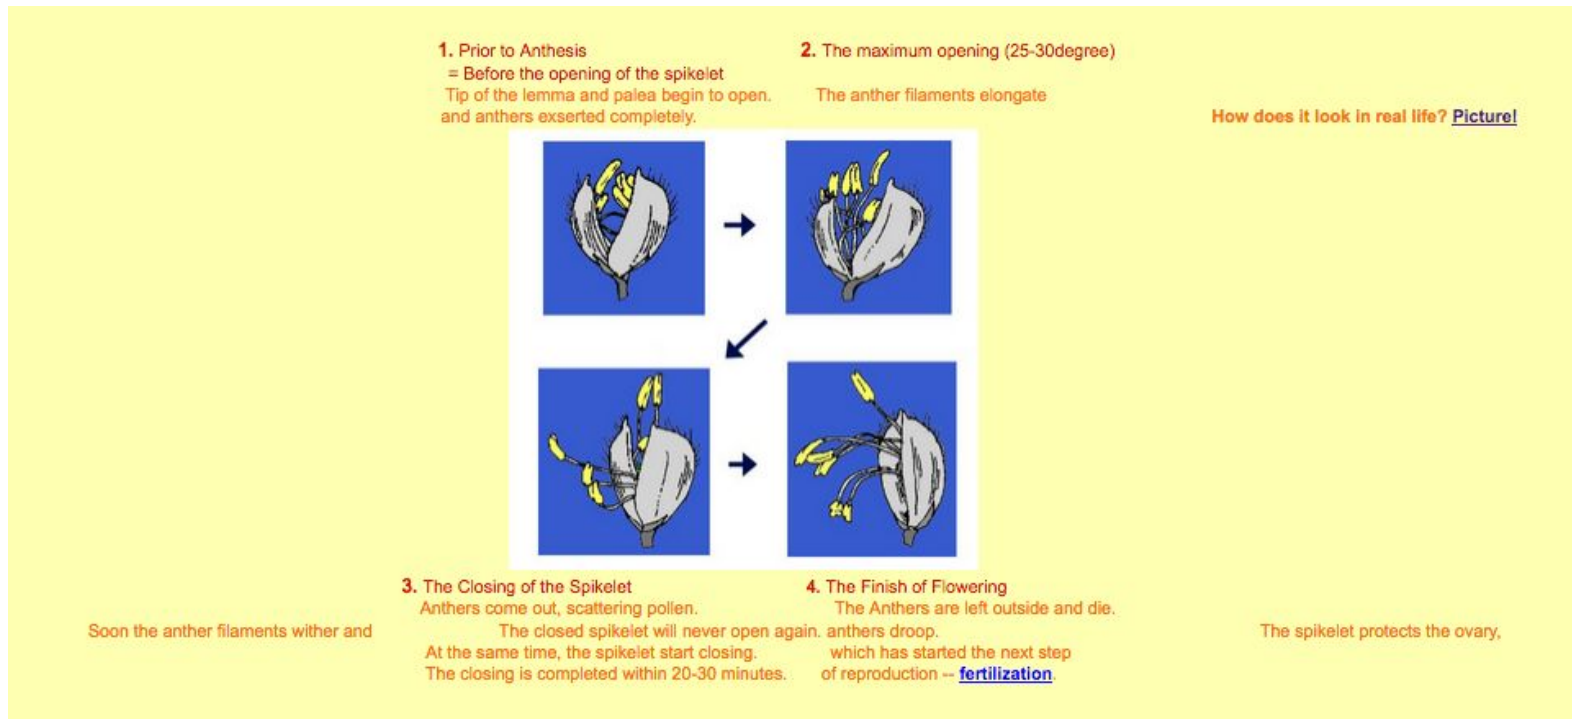 1. Prior to Anthesis
= Before the opening of the spikelet
Tip of the lemma and palea begin to open.
and anthers exserted completely.
2. The maximum opening (25-30degree)
The anther filaments elongate
How does it look in real life? Picture!
3. The Closing of the Spikelet
Anthers come out, scattering pollen.
Soon the anther filaments wither and
The closed spikelet will never open again. anthers droop.
At the same time, the spikelet start closing.
The closing is completed within 20-30 minutes.
4. The Finish of Flowering
The Anthers are left outside and die.
The spikelet protects the ovary,
which has started the next step
of reproduction -- fertilization.